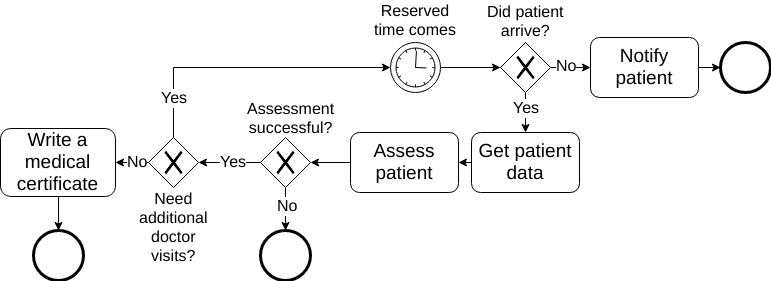 Reserved
time comes
Did patient
arrive?
No
Notify
patient
Yes
Yes
Assessment
successful?
Write a
medical
certificate
No
Yes
Assess
patient
Get patient
data
Need
additional
doctor
visits?
No